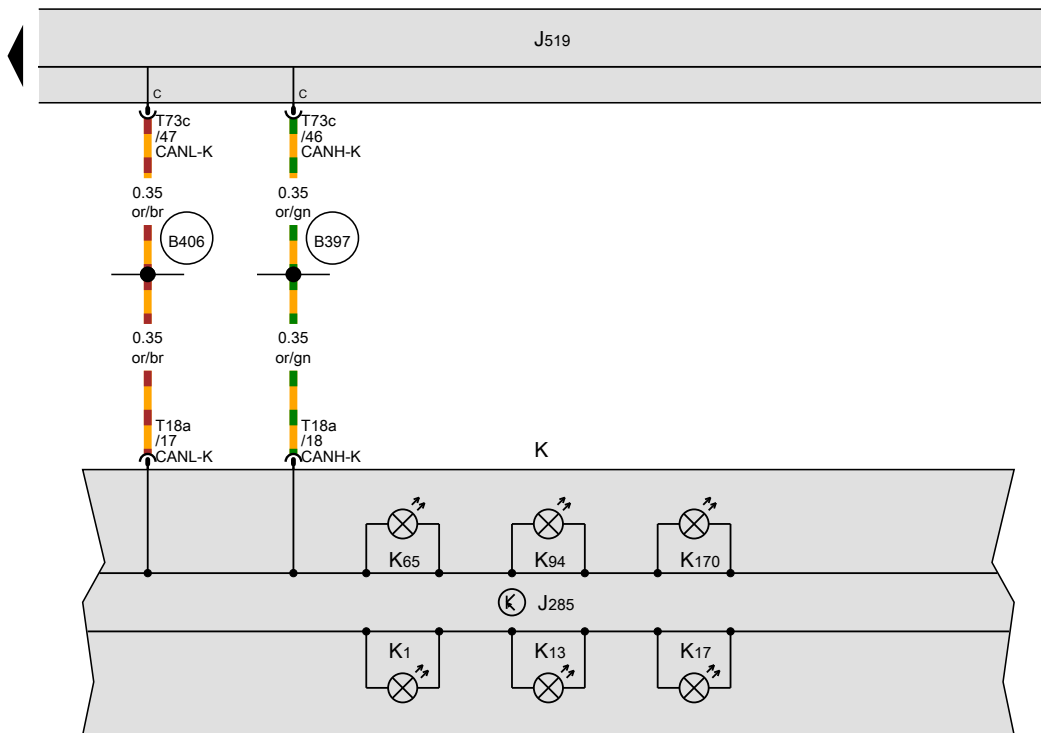 J519
c
c
T73c
/47
CANL-K
T73c
/46
CANH-K
0.35
or/br
0.35
or/gn
B406
B397
0.35
or/br
0.35
or/gn
T18a
/17
CANL-K
T18a
/18
CANH-K
K
K65
K94
K170
J285
K1
K13
K17